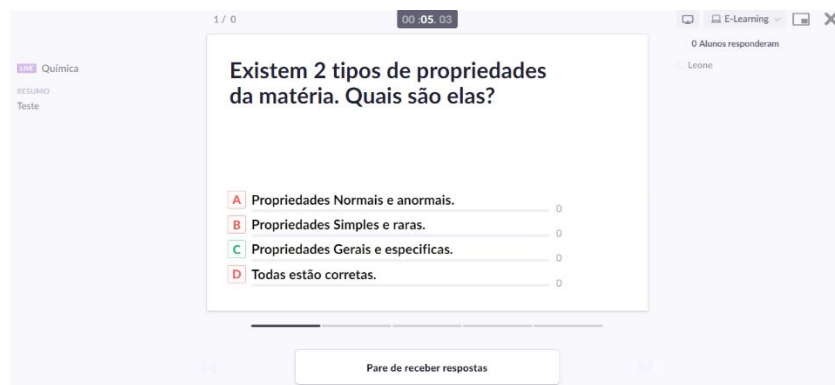 1 / 0
00 :05. 03
E-Learning
0 Alunos responderam
Leone
LIVE Química
RESUMO
Teste
Existem 2 tipos de propriedades
da matéria. Quais são elas?
A Propriedades Normais e anormais.
0
B Propriedades Simples e raras.
0
C Propriedades Gerais e especificas.
0
D Todas estão corretas.
0
Pare de receber respostas